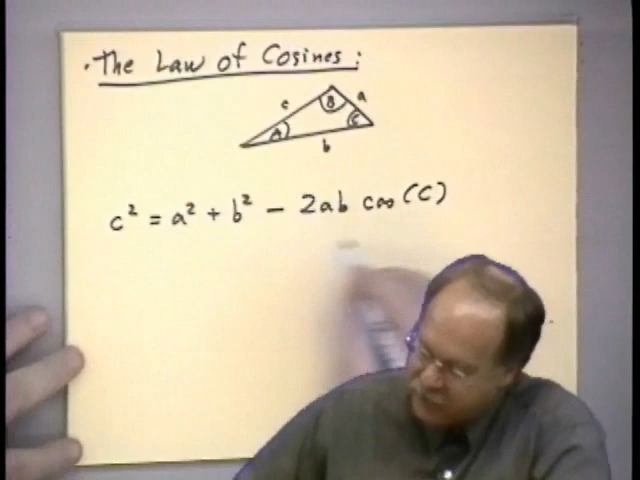 · The Law of Cosines :
c B a
A C
b
c² = a² + b² - 2ab cos (C)